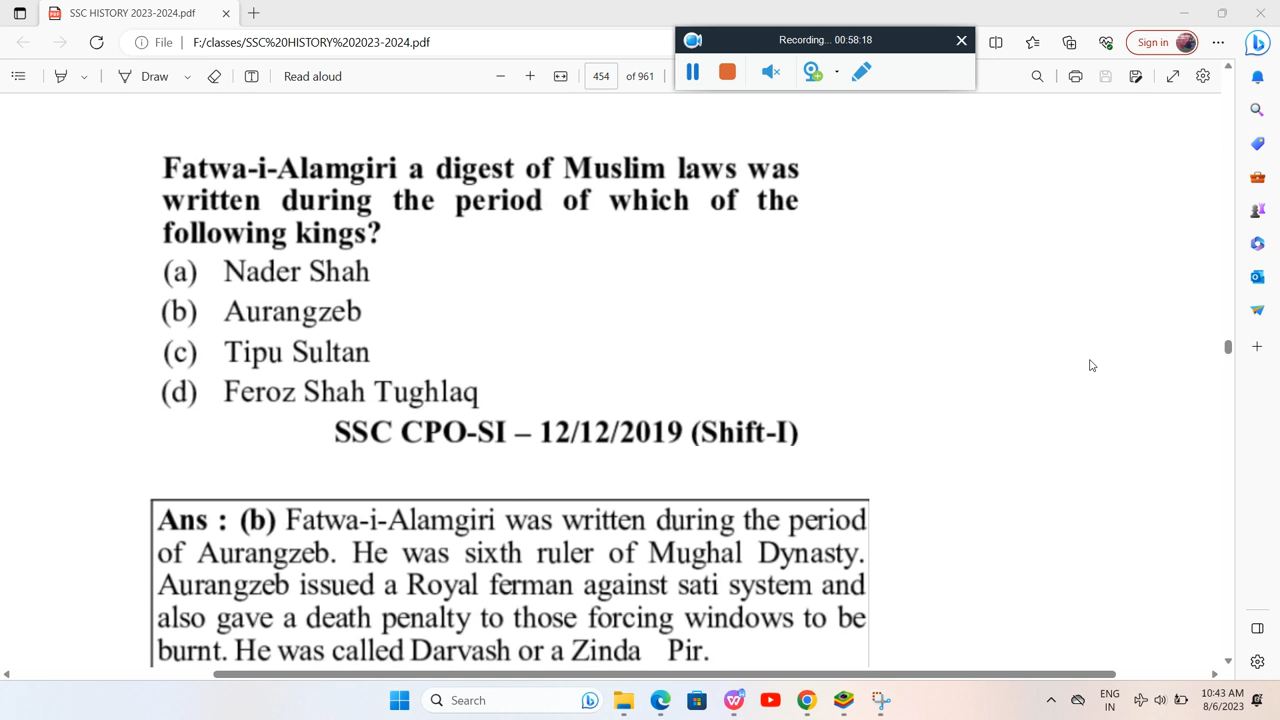 SSC HISTORY 2023-2024.pdf
Recording... 00:58:18
File F:/classes/SSC%20HISTORY%202023-2024.pdf
Sign in
Draw
Read aloud
454 of 961
Fatwa-i-Alamgiri a digest of Muslim laws was
written during the period of which of the
following kings?
(a) Nader Shah
(b) Aurangzeb
(c) Tipu Sultan
(d) Feroz Shah Tughlaq
SSC CPO-SI – 12/12/2019 (Shift-I)
Ans : (b) Fatwa-i-Alamgiri was written during the period
of Aurangzeb. He was sixth ruler of Mughal Dynasty.
Aurangzeb issued a Royal ferman against sati system and
also gave a death penalty to those forcing windows to be
burnt. He was called Darvash or a Zinda Pir.
Search
ENG
IN
10:43 AM
8/6/2023